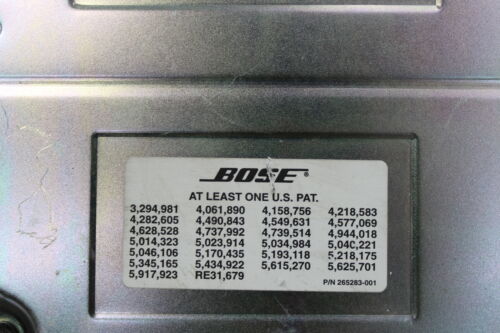 BOSE®
AT LEAST ONE U.S. PAT.
3,294,981 4,061,890 4,158,756 4,218,583
4,282,605 4,490,843 4,549,631 4,577,069
4,628,528 4,737,992 4,739,514 4,944,018
5,014,323 5,023,914 5,034,984 5,040,221
5,046,106 5,170,435 5,193,118 5,218,175
5,345,165 5,434,922 5,615,270 5,625,701
5,917,923 RE31,679
P/N 265283-001